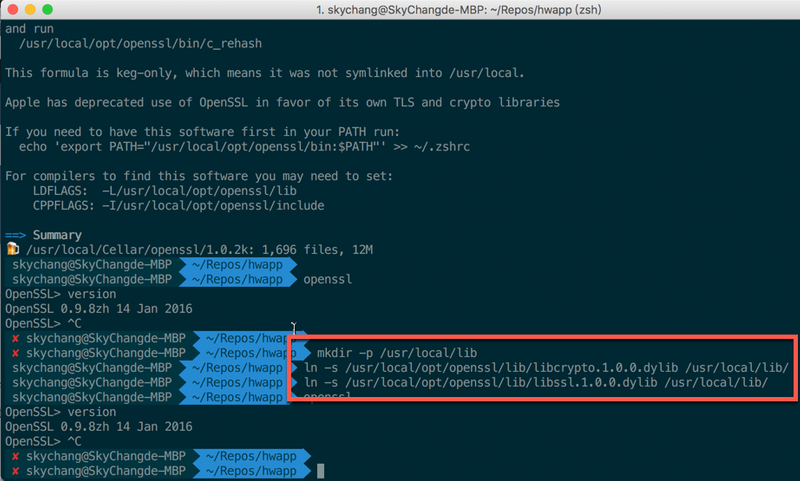 1. skychang@SkyChangde-MBP: ~/Repos/hwapp (zsh)
and run
/usr/local/opt/openssl/bin/c_rehash
This formula is keg-only, which means it was not symlinked into /usr/local.
Apple has deprecated use of OpenSSL in favor of its own TLS and crypto libraries
If you need to have this software first in your PATH run:
echo 'export PATH="/usr/local/opt/openssl/bin:$PATH"' >> ~/.zshrc
For compilers to find this software you may need to set:
LDFLAGS:  -L/usr/local/opt/openssl/lib
CPPFLAGS: -I/usr/local/opt/openssl/include
==> Summary
🍺 /usr/local/Cellar/openssl/1.0.2k: 1,696 files, 12M
skychang@SkyChangde-MBP ~/Repos/hwapp
skychang@SkyChangde-MBP ~/Repos/hwapp openssl
OpenSSL> version
OpenSSL 0.9.8zh 14 Jan 2016
OpenSSL> ^C
✘ skychang@SkyChangde-MBP ~/Repos/hwapp
✘ skychang@SkyChangde-MBP ~/Repos/hwapp mkdir -p /usr/local/lib
skychang@SkyChangde-MBP ~/Repos/hwapp ln -s /usr/local/opt/openssl/lib/libcrypto.1.0.0.dylib /usr/local/lib/
skychang@SkyChangde-MBP ~/Repos/hwapp ln -s /usr/local/opt/openssl/lib/libssl.1.0.0.dylib /usr/local/lib/
skychang@SkyChangde-MBP ~/Repos/hwapp openssl
OpenSSL> version
OpenSSL 0.9.8zh 14 Jan 2016
OpenSSL> ^C
✘ skychang@SkyChangde-MBP ~/Repos/hwapp
✘ skychang@SkyChangde-MBP ~/Repos/hwapp